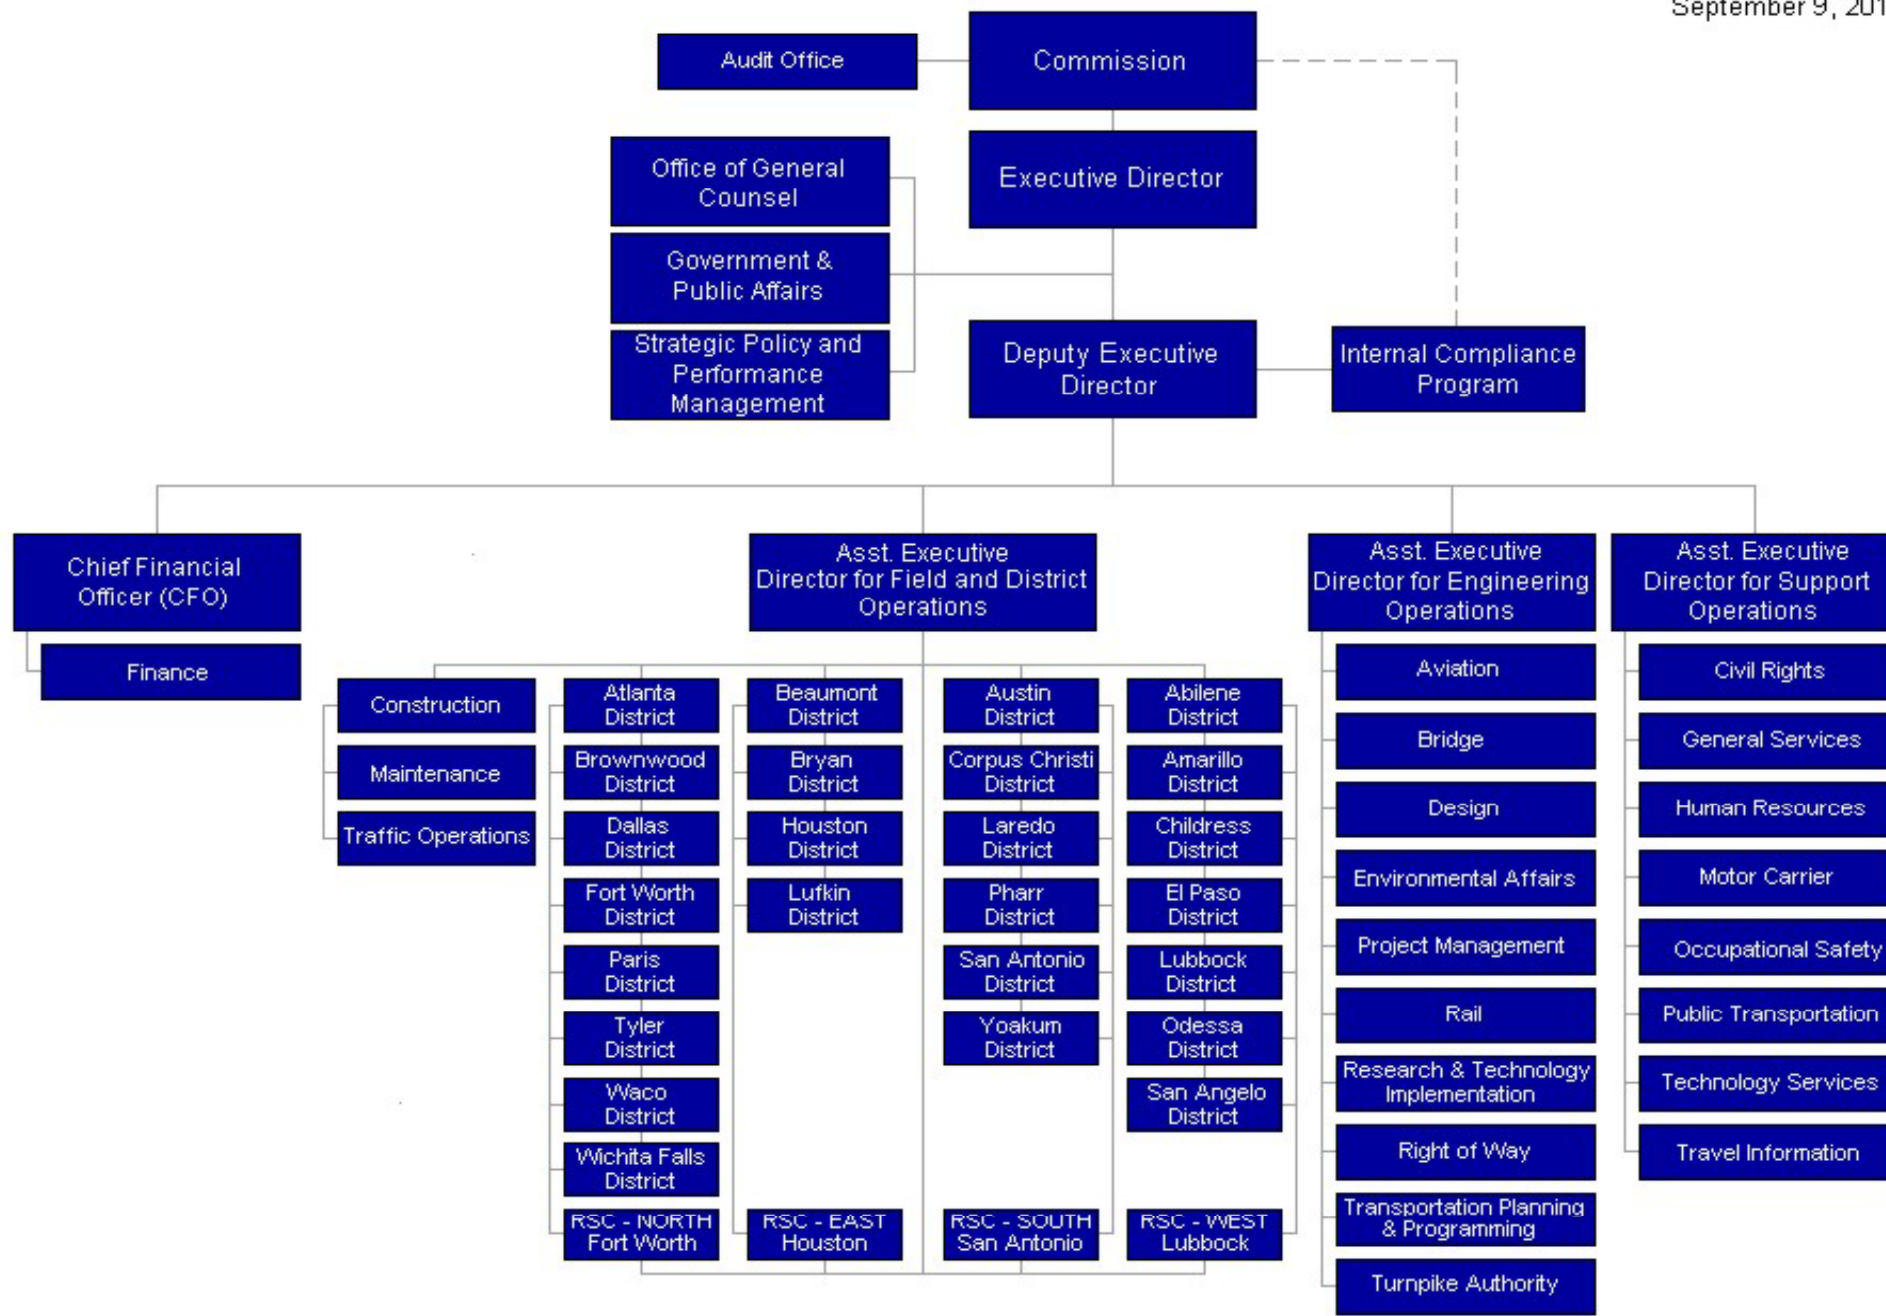 September 9, 201
Audit Office
Commission
Office of General
Counsel
Executive Director
Government &
Public Affairs
Strategic Policy and
Performance
Management
Deputy Executive
Director
Internal Compliance
Program
Chief Financial
Officer (CFO)
Finance
Asst. Executive
Director for Field and District
Operations
Construction
Maintenance
Traffic Operations
Atlanta
District
Brownwood
District
Dallas
District
Fort Worth
District
Paris
District
Tyler
District
Waco
District
Wichita Falls
District
RSC - NORTH
Fort Worth
Beaumont
District
Bryan
District
Houston
District
Lufkin
District
RSC - EAST
Houston
Austin
District
Corpus Christi
District
Laredo
District
Pharr
District
San Antonio
District
Yoakum
District
RSC - SOUTH
San Antonio
Abilene
District
Amarillo
District
Childress
District
El Paso
District
Lubbock
District
Odessa
District
San Angelo
District
RSC - WEST
Lubbock
Asst. Executive
Director for Engineering
Operations
Aviation
Bridge
Design
Environmental Affairs
Project Management
Rail
Research & Technology
Implementation
Right of Way
Transportation Planning
& Programming
Turnpike Authority
Asst. Executive
Director for Support
Operations
Civil Rights
General Services
Human Resources
Motor Carrier
Occupational Safety
Public Transportation
Technology Services
Travel Information